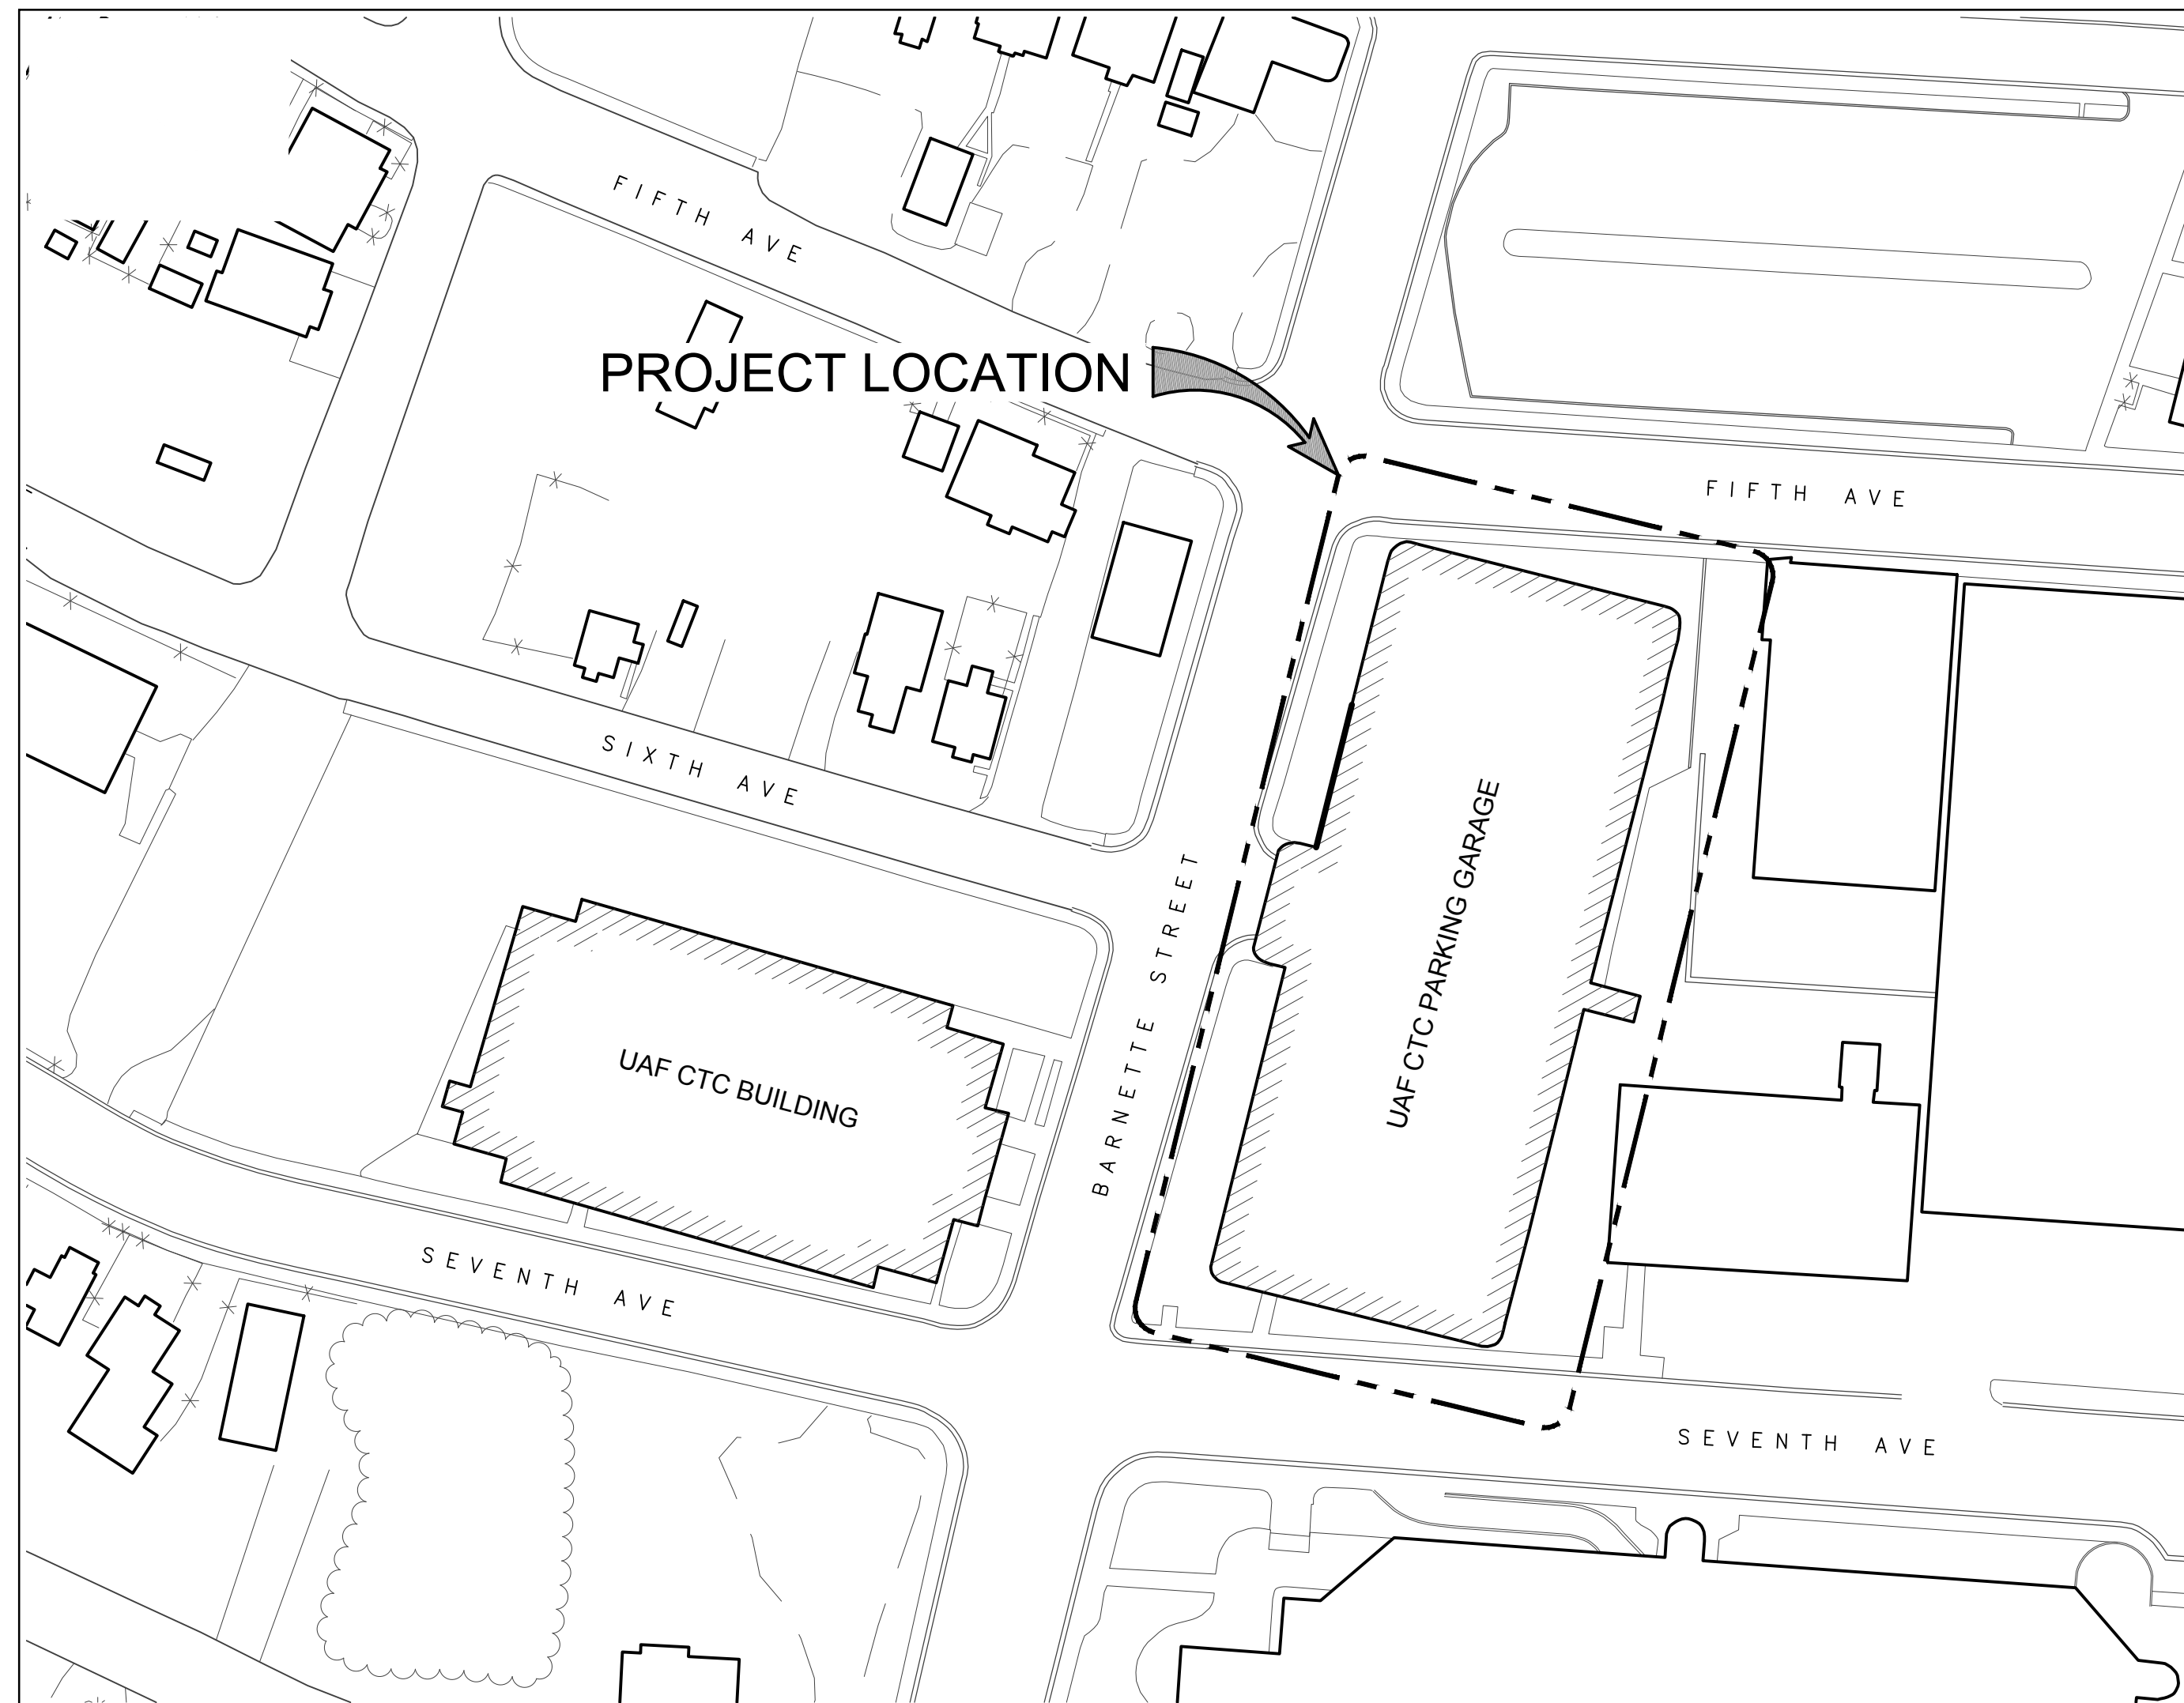 FIFTH AVE
PROJECT LOCATION
FIFTH AVE
SIXTH AVE
BARNETTE STREET
UAF CTC PARKING GARAGE
UAF CTC BUILDING
SEVENTH AVE
SEVENTH AVE